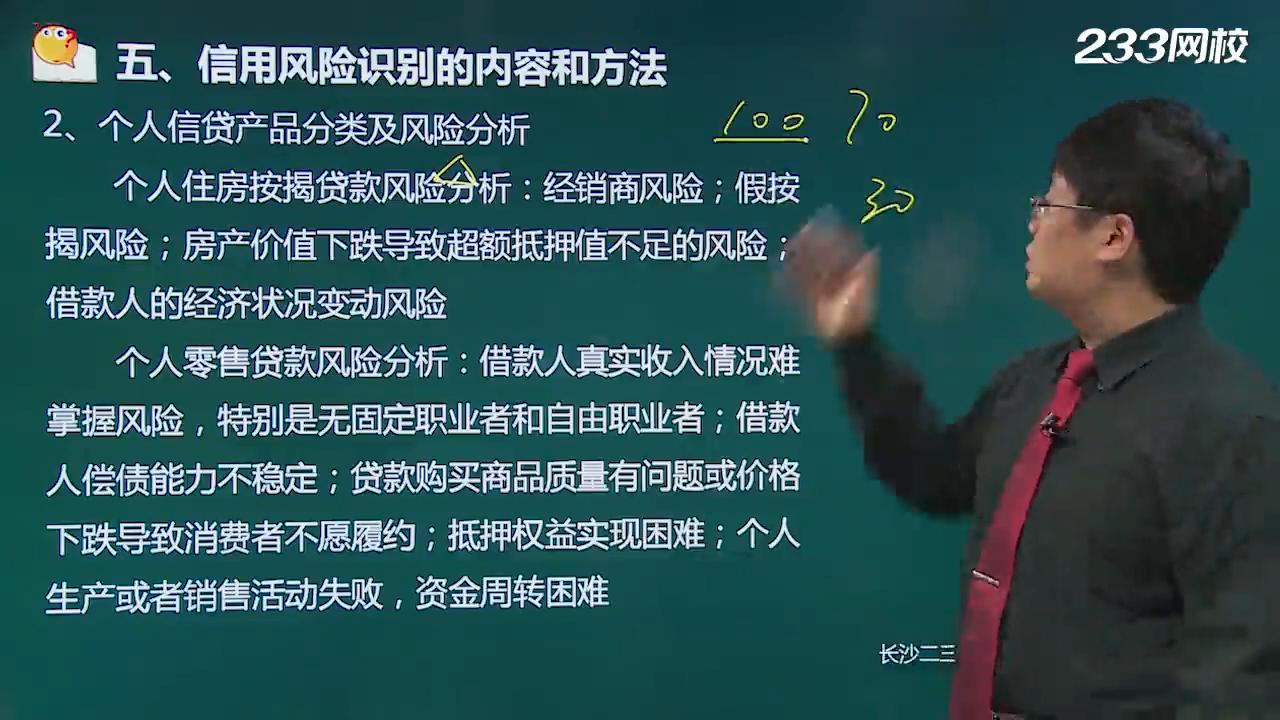 233网校
五、信用风险识别的内容和方法
2、个人信贷产品分类及风险分析
100 70
个人住房按揭贷款风险分析：经销商风险；假按
30
揭风险；房产价值下跌导致超额抵押值不足的风险；
借款人的经济状况变动风险
个人零售贷款风险分析：借款人真实收入情况难
掌握风险，特别是无固定职业者和自由职业者；借款
人偿债能力不稳定；贷款购买商品质量有问题或价格
下跌导致消费者不愿履约；抵押权益实现困难；个人
生产或者销售活动失败，资金周转困难
长沙二三